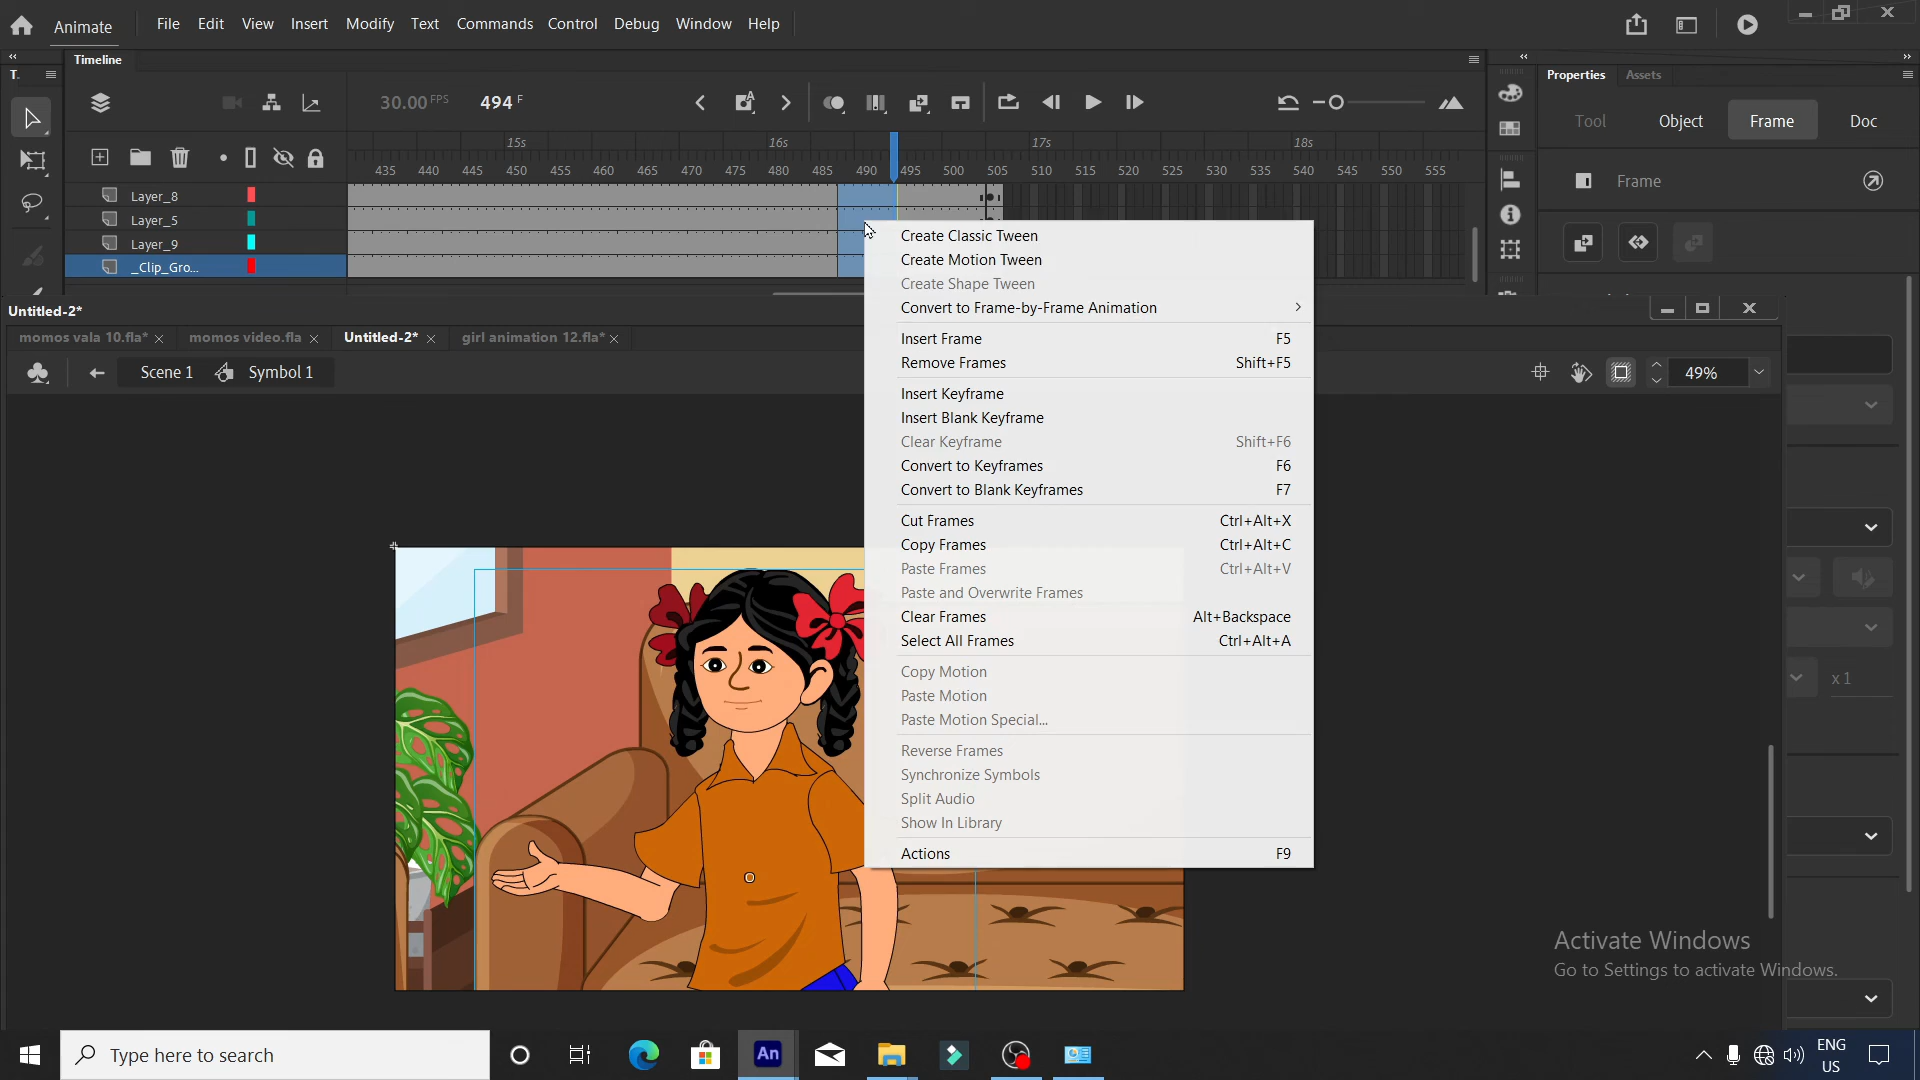 Animate File Edit View Insert Modify Text Commands Control Debug Window Help
T. Timeline Properties Assets
30.00 FPS 494 F
Tool Object Frame Doc
15s 16s 17s 18s
435 440 445 450 455 460 465 470 475 480 485 490 495 500 505 510 515 520 525 530 535 540 545 550 555
Layer_8
Frame
Layer_5
Layer_9
_Clip_Gro...
Create Classic Tween
Create Motion Tween
Create Shape Tween
Convert to Frame-by-Frame Animation
Insert Frame F5
Remove Frames Shift+F5
Insert Keyframe
Insert Blank Keyframe
Clear Keyframe Shift+F6
Convert to Keyframes F6
Convert to Blank Keyframes F7
Cut Frames Ctrl+Alt+X
Copy Frames Ctrl+Alt+C
Paste Frames Ctrl+Alt+V
Paste and Overwrite Frames
Clear Frames Alt+Backspace
Select All Frames Ctrl+Alt+A
Copy Motion
Paste Motion
Paste Motion Special...
Reverse Frames
Synchronize Symbols
Split Audio
Show In Library
Actions F9
Untitled-2*
momos vala 10.fla* momos video.fla Untitled-2* girl animation 12.fla*
Scene 1 Symbol 1 49%
x 1
Activate Windows
Go to Settings to activate Windows.
Type here to search
An
ENG
US